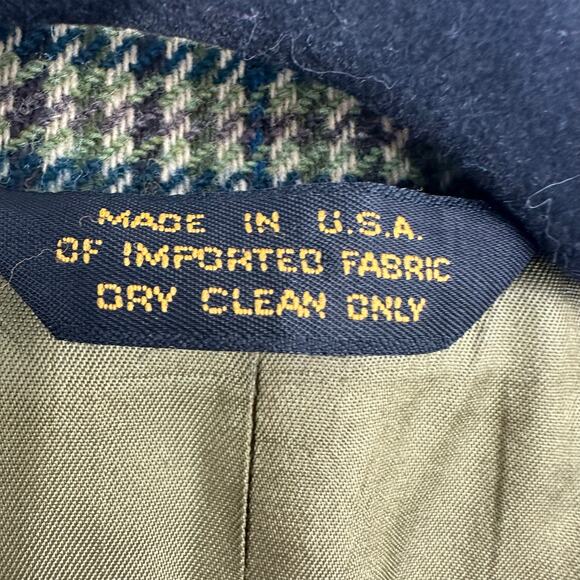 MADE IN U.S.A.
OF IMPORTED FABRIC
DRY CLEAN ONLY